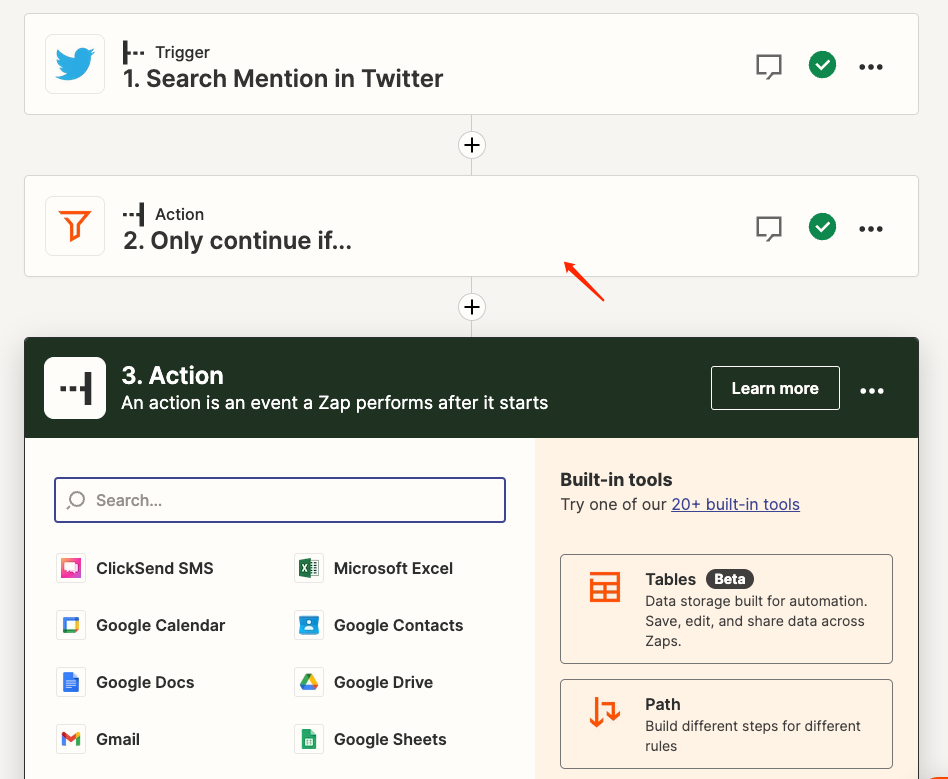 Trigger
1. Search Mention in Twitter
Action
2. Only continue if...
3. Action
An action is an event a Zap performs after it starts
Learn more
Search...
ClickSend SMS
Microsoft Excel
Google Calendar
Google Contacts
Google Docs
Google Drive
Gmail
Google Sheets
Built-in tools
Try one of our 20+ built-in tools
Tables Beta
Data storage built for automation.
Save, edit, and share data across
Zaps.
Path
Build different steps for different
rules